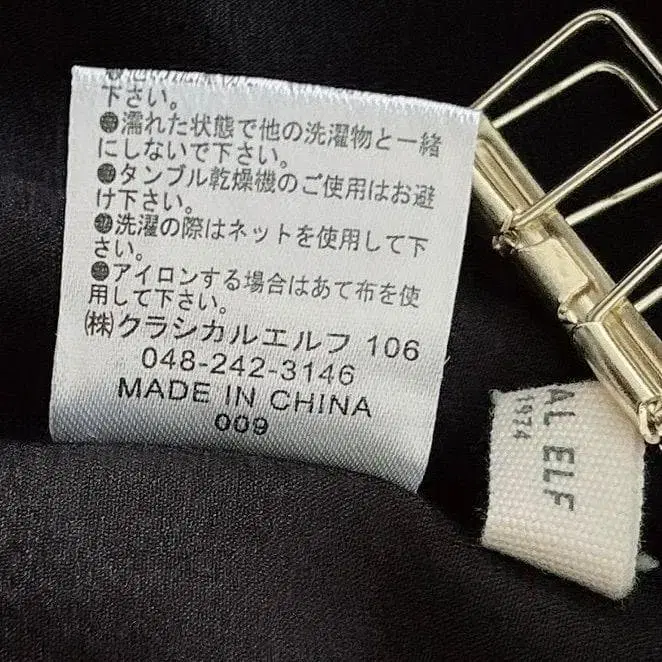 下さい。
●濡れた状態で他の洗濯物と一緒
にしないで下さい。
●タンブル乾燥機のご使用はお避
け下さい。
●洗濯の際はネットを使用して下
さい。
●アイロンする場合はあて布を使
用して下さい。
㈱クラシカルエルフ 106
048-242-3146
MADE IN CHINA
009
AL ELF
1974